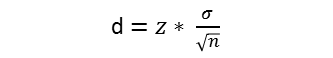 d = z * σ/√n